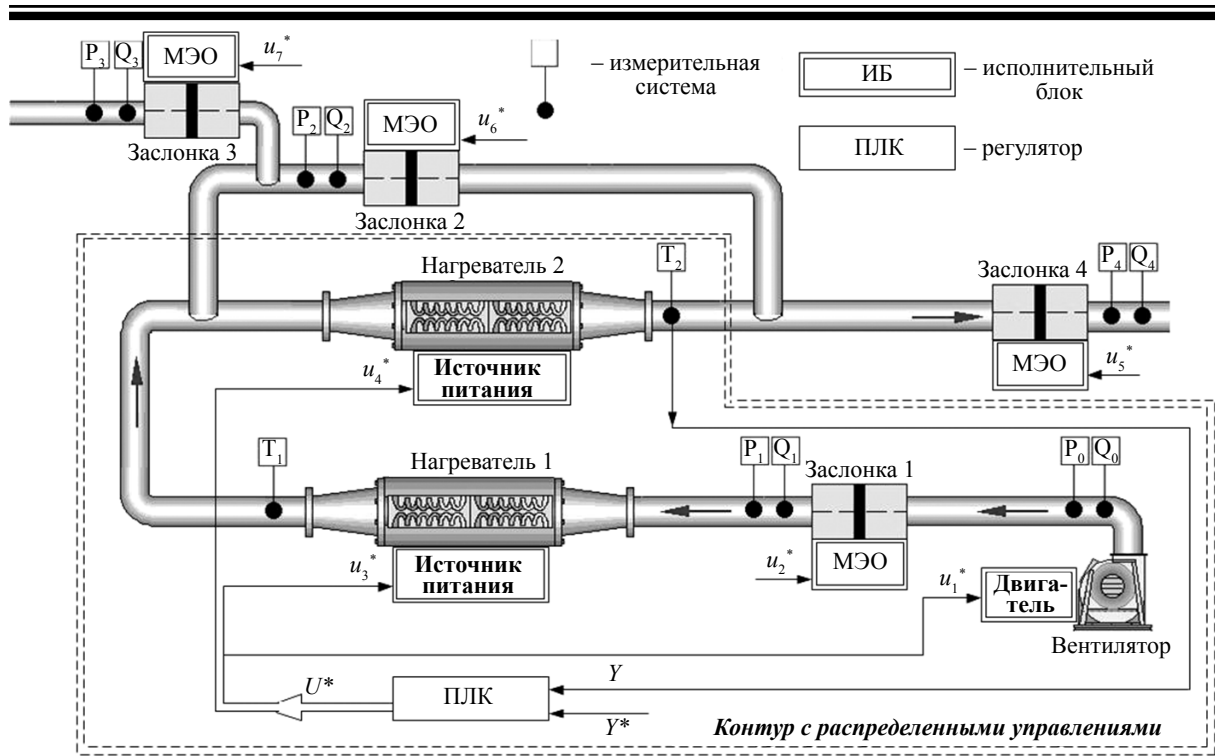 P₃ Q₃ МЭО u₇*
Заслонка 3
P₂ Q₂ МЭО u₆*
Заслонка 2
– измерительная
система
ИБ – исполнительный
блок
ПЛК – регулятор
Нагреватель 2
T₂
Заслонка 4
P₄ Q₄
МЭО u₅*
u₄* Источник
питания
T₁
Нагреватель 1
P₁ Q₁
Заслонка 1
P₀ Q₀
u₃* Источник
питания
u₂* МЭО
u₁* Двига-
тель
Вентилятор
U* ПЛК Y
Y*
Контур с распределенными управлениями